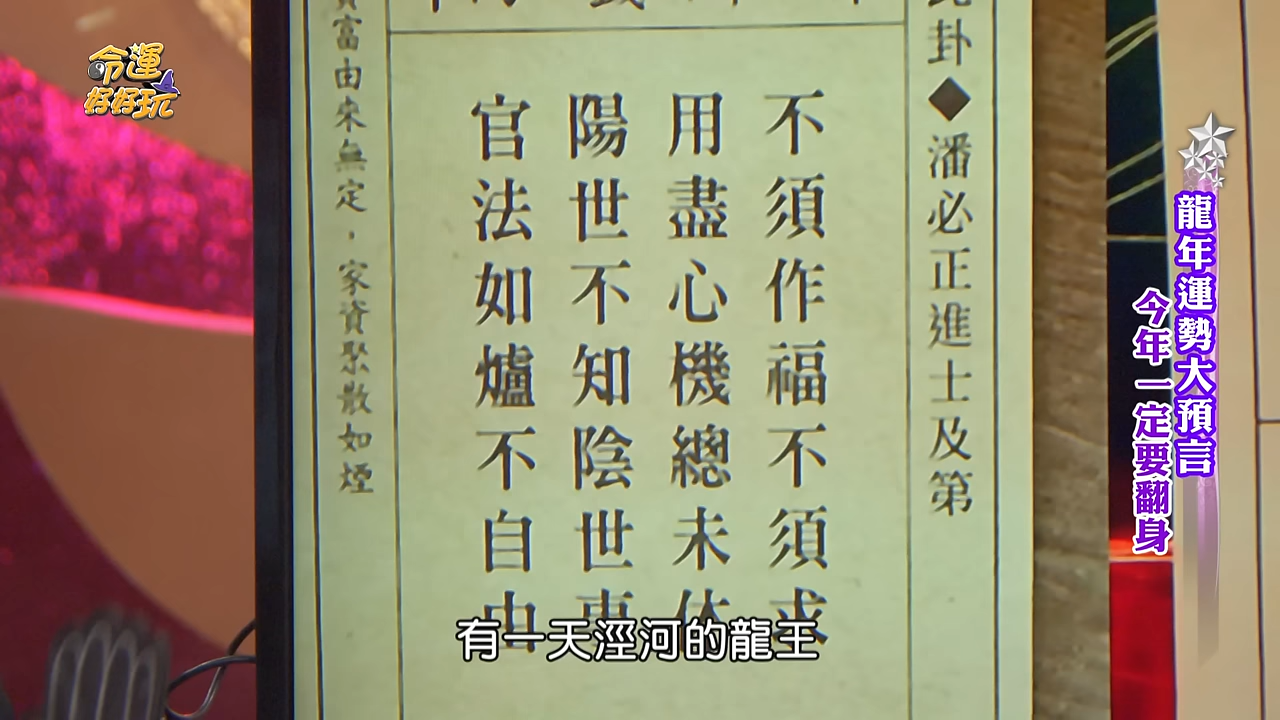 命運
好好玩
卦◆潘必正進士及第
不須作福不須求
用盡心機總未休
陽世不知陰世事
官法如爐不自由
富由來無定，家資聚散如煙
龍年運勢大預言
今年一定要翻身
有一天涇河的龍王